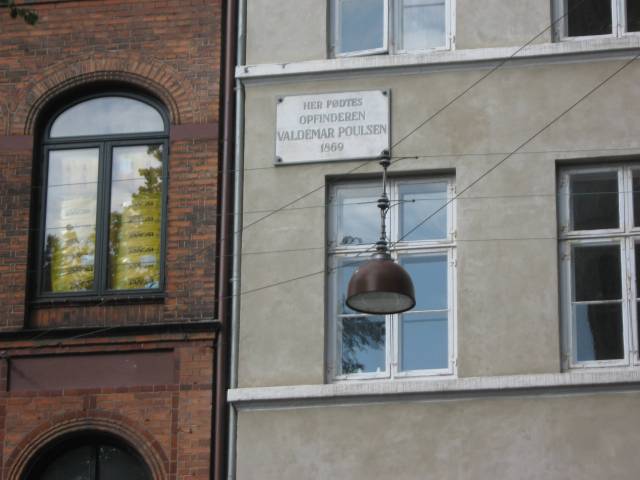 HER FØDTES
OPFINDEREN
VALDEMAR POULSEN
1869